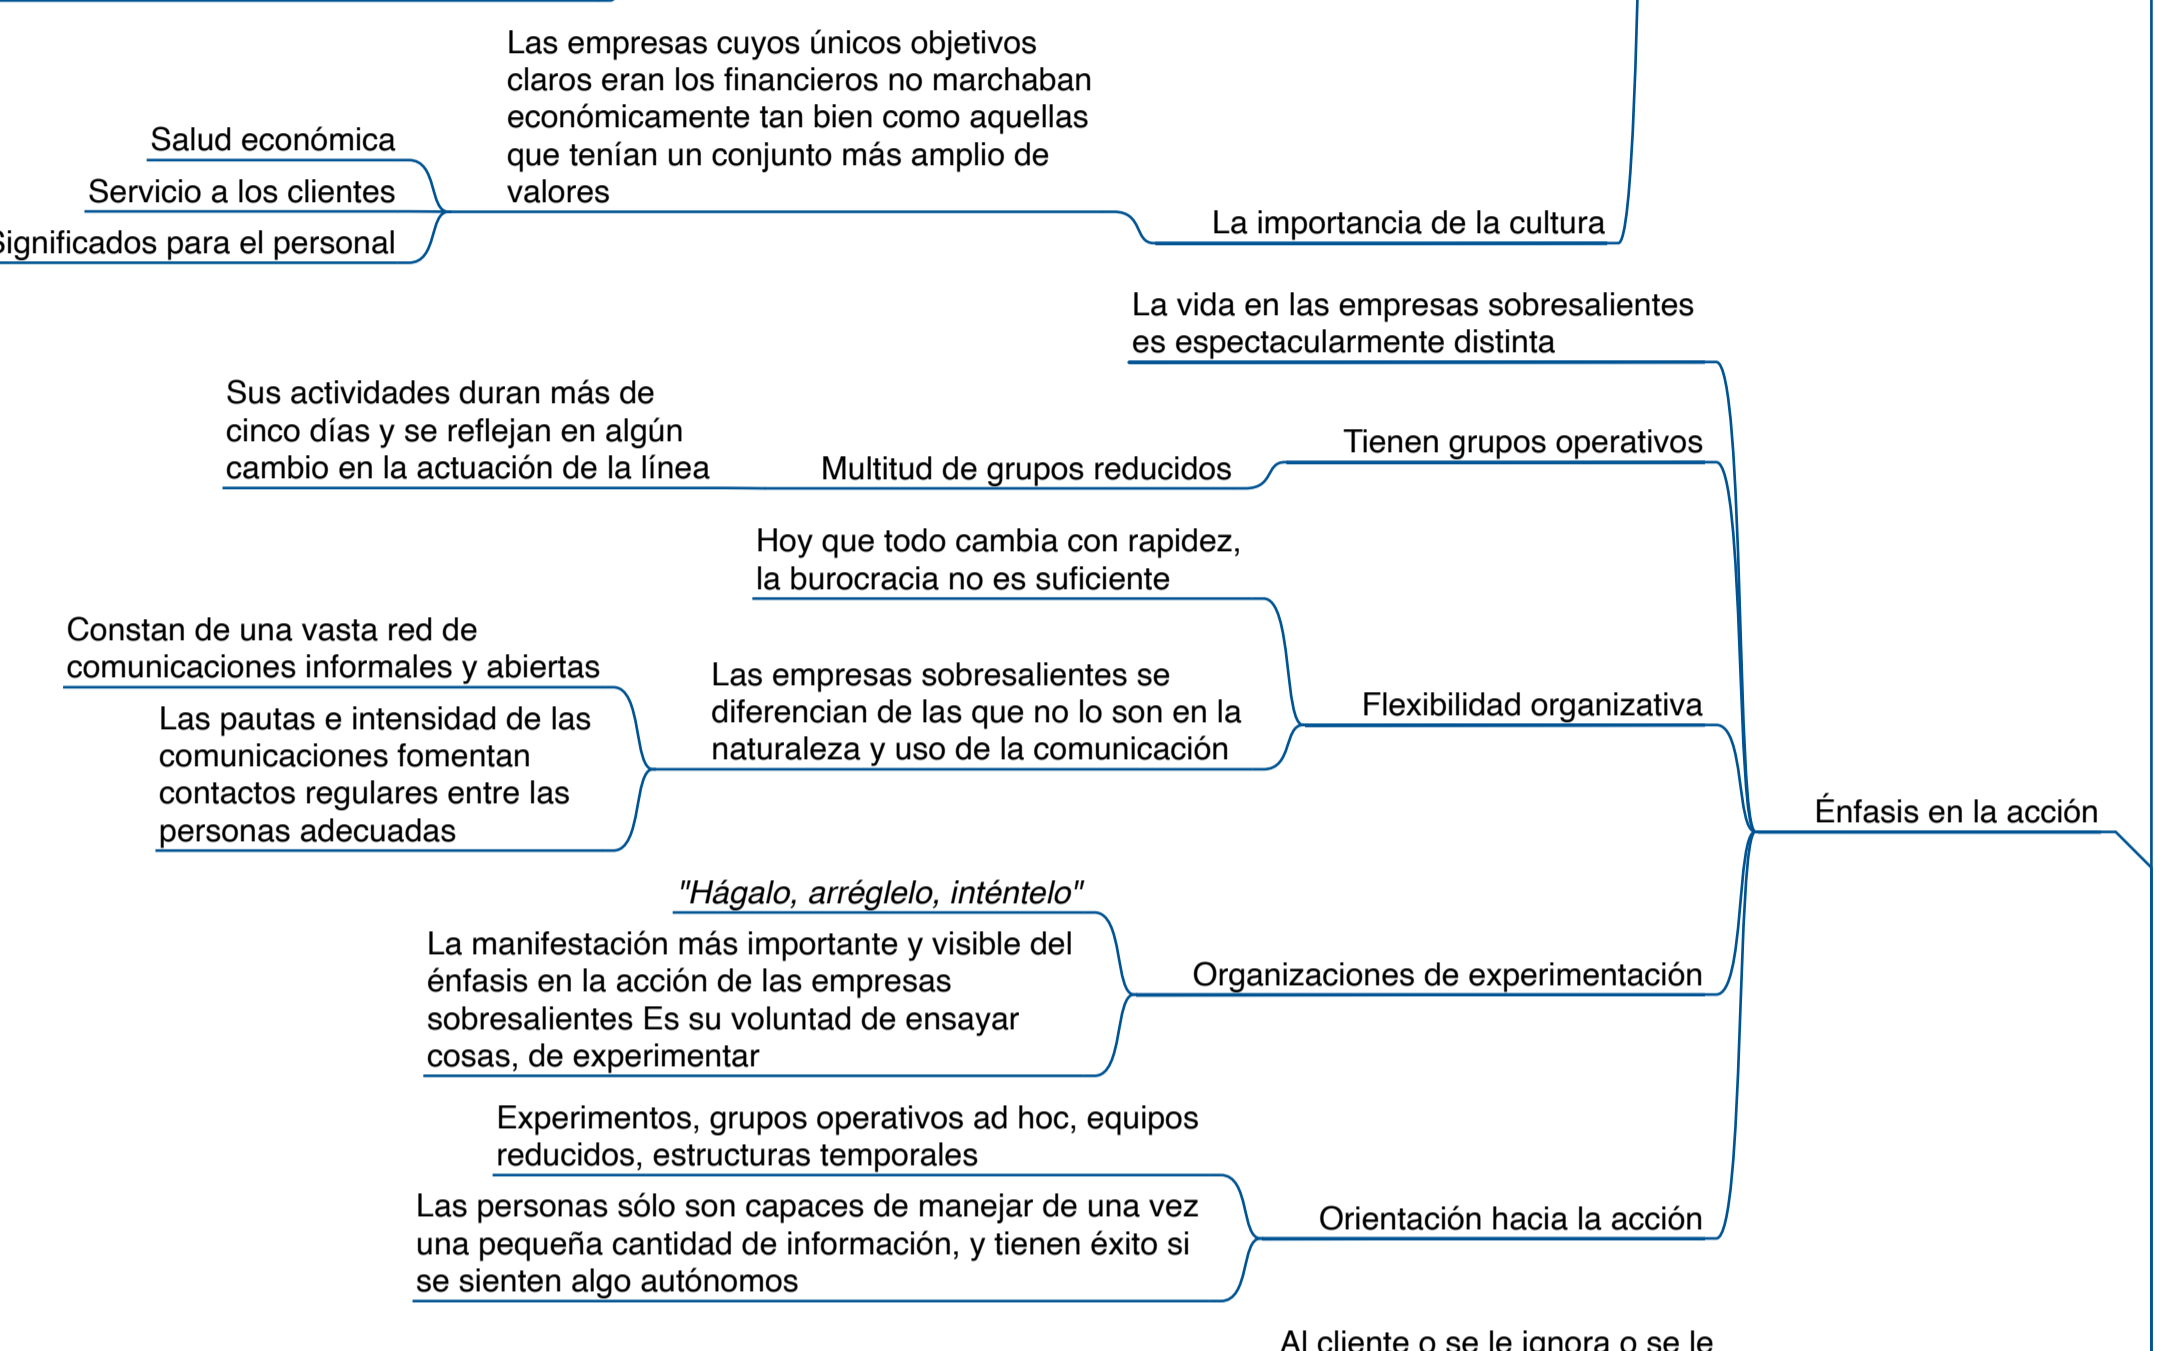 Las empresas cuyos únicos objetivos
claros eran los financieros no marchaban
económicamente tan bien como aquellas
que tenían un conjunto más amplio de
valores
Salud económica
Servicio a los clientes
Significados para el personal
La importancia de la cultura
La vida en las empresas sobresalientes
es espectacularmente distinta
Sus actividades duran más de
cinco días y se reflejan en algún
cambio en la actuación de la línea
Multitud de grupos reducidos
Tienen grupos operativos
Hoy que todo cambia con rapidez,
la burocracia no es suficiente
Constan de una vasta red de
comunicaciones informales y abiertas
Las pautas e intensidad de las
comunicaciones fomentan
contactos regulares entre las
personas adecuadas
Las empresas sobresalientes se
diferencian de las que no lo son en la
naturaleza y uso de la comunicación
Flexibilidad organizativa
Énfasis en la acción
"Hágalo, arréglelo, inténtelo"
La manifestación más importante y visible del
énfasis en la acción de las empresas
sobresalientes Es su voluntad de ensayar
cosas, de experimentar
Organizaciones de experimentación
Experimentos, grupos operativos ad hoc, equipos
reducidos, estructuras temporales
Las personas sólo son capaces de manejar de una vez
una pequeña cantidad de información, y tienen éxito si
se sienten algo autónomos
Orientación hacia la acción
Al cliente o se le ignora o se le